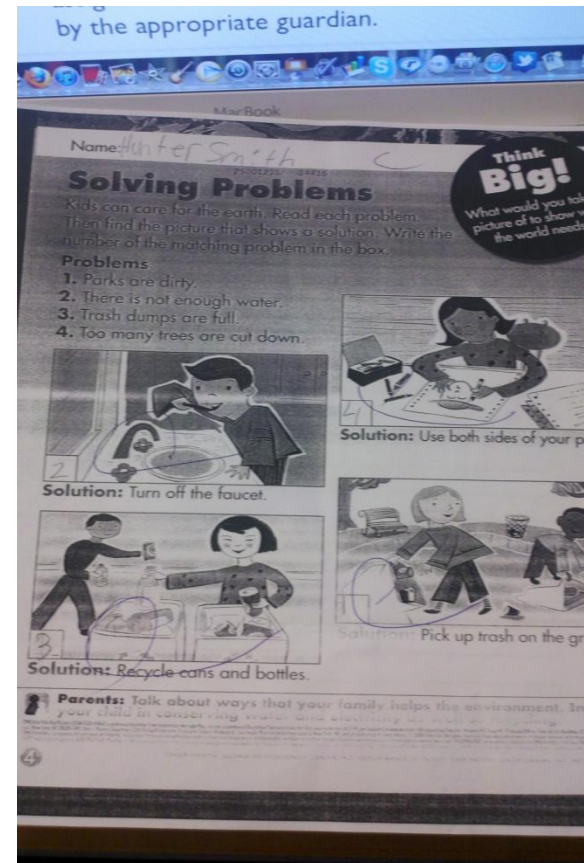 by the appropriate guardian.
MacBook
Name: Hunter Smith
C
Think
Big!
What would you tak
picture of to show
the world needs
Solving Problems
Kids can care for the earth. Read each problem.
Then find the picture that shows a solution. Write the
number of the matching problem in the box.
Problems
1. Parks are dirty.
2. There is not enough water.
3. Trash dumps are full.
4. Too many trees are cut down.
2
Solution: Turn off the faucet.
4
Solution: Use both sides of your p
3
Solution: Recycle cans and bottles.
1
Solution: Pick up trash on the gr
Parents: Talk about ways that your family helps the environment. In
your child in conserving water and electricity
4